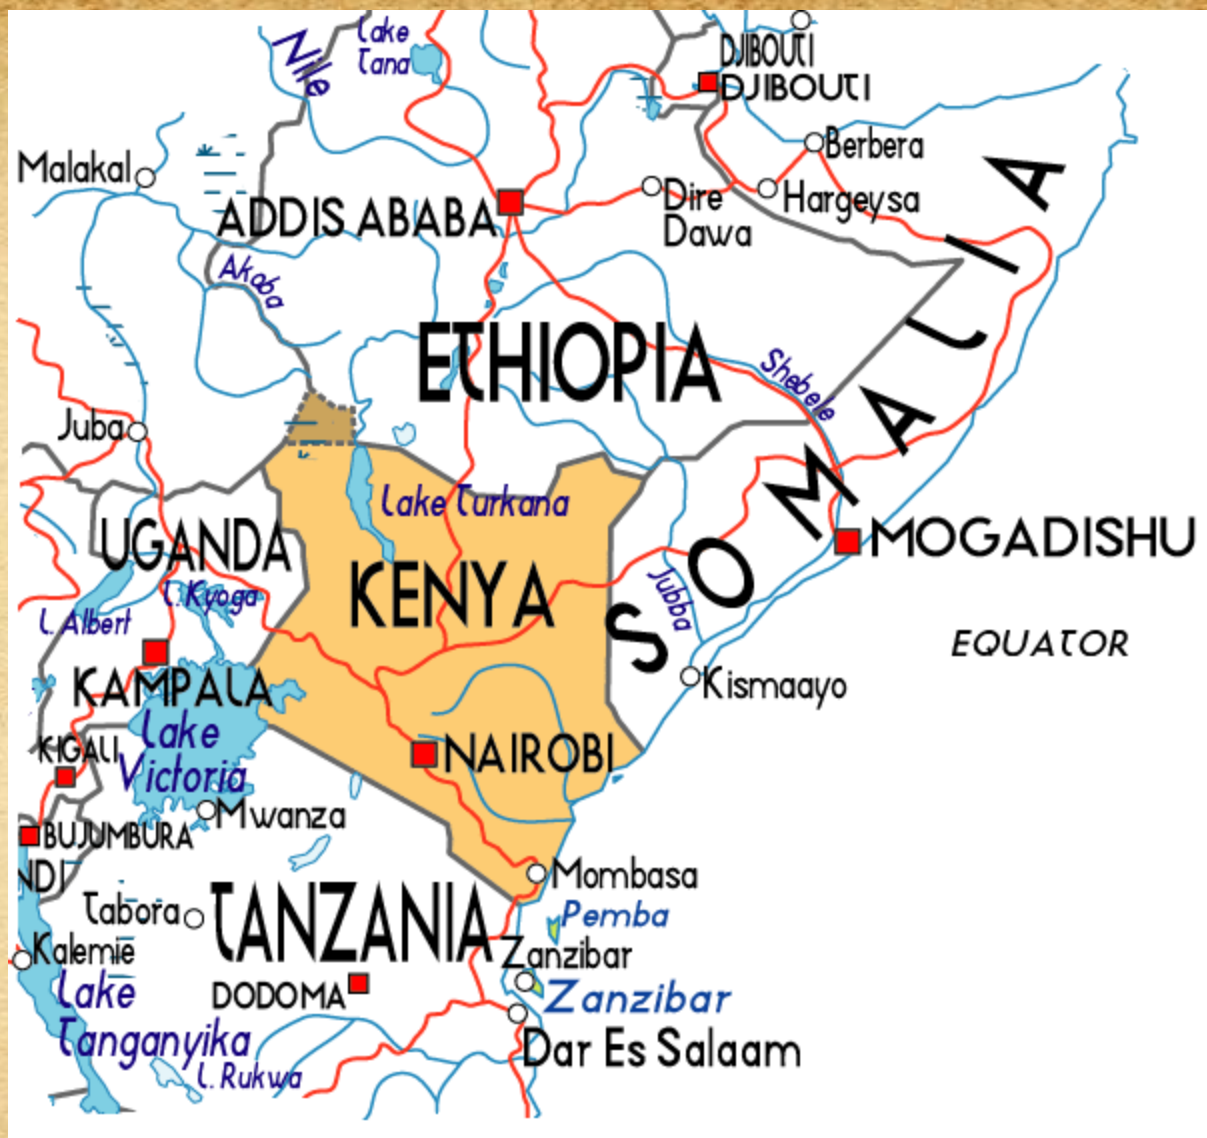 Lake
Tana
Nile
DJIBOUTI
DJIBOUTI
Berbera
Malakal
Dire
Dawa
Hargeysa
ADDIS ABABA
Akoba
ETHIOPIA
Shebele
SOMALIA
Juba
Lake Turkana
UGANDA
MOGADISHU
KENYA
L. Kyoga
L. Albert
Jubba
EQUATOR
KAMPALA
Kismaayo
Lake
Victoria
KIGALI
NAIROBI
Mwanza
BUJUMBURA
NDI
Mombasa
Tabora
TANZANIA
Pemba
Kalemie
Zanzibar
Lake
Tanganyika
DODOMA
Zanzibar
Dar Es Salaam
L. Rukwa